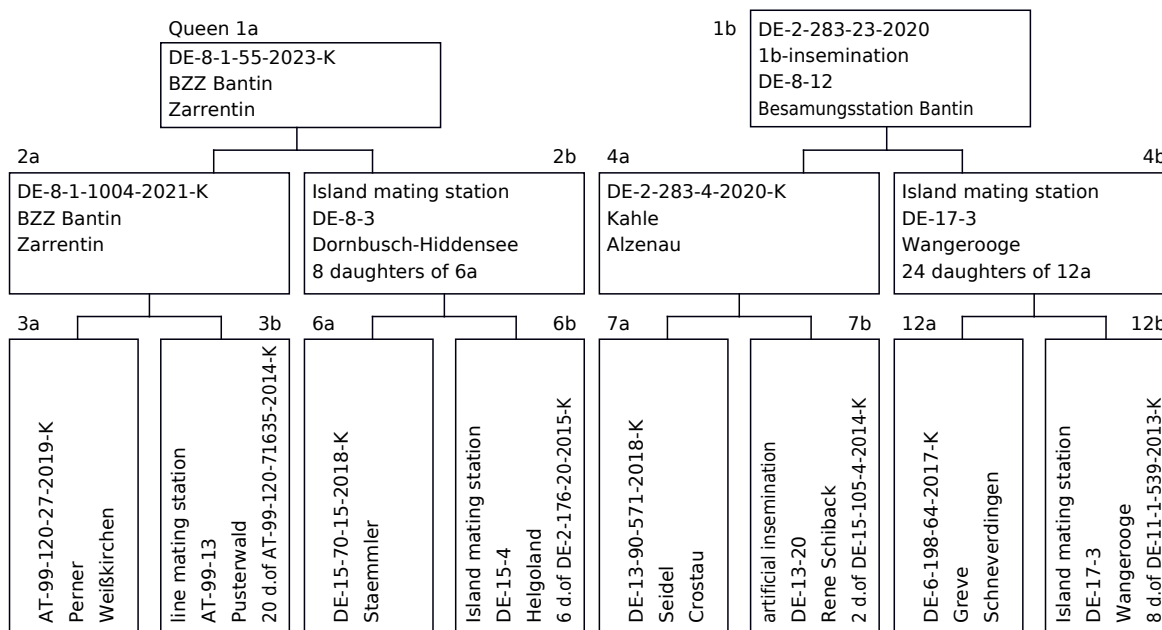 Queen 1a
DE-8-1-55-2023-K
BZZ Bantin
Zarrentin
1b
DE-2-283-23-2020
1b-insemination
DE-8-12
Besamungsstation Bantin
2a
DE-8-1-1004-2021-K
BZZ Bantin
Zarrentin
2b
Island mating station
DE-8-3
Dornbusch-Hiddensee
8 daughters of 6a
4a
DE-2-283-4-2020-K
Kahle
Alzenau
4b
Island mating station
DE-17-3
Wangerooge
24 daughters of 12a
3a
AT-99-120-27-2019-K
Perner
Weißkirchen
3b
line mating station
AT-99-13
Pusterwald
20 d.of AT-99-120-71635-2014-K
6a
DE-15-70-15-2018-K
Staemmler
6b
Island mating station
DE-15-4
Helgoland
6 d.of DE-2-176-20-2015-K
7a
DE-13-90-571-2018-K
Seidel
Crostau
7b
artificial insemination
DE-13-20
Rene Schiback
2 d.of DE-15-105-4-2014-K
12a
DE-6-198-64-2017-K
Greve
Schneverdingen
12b
Island mating station
DE-17-3
Wangerooge
8 d.of DE-11-1-539-2013-K